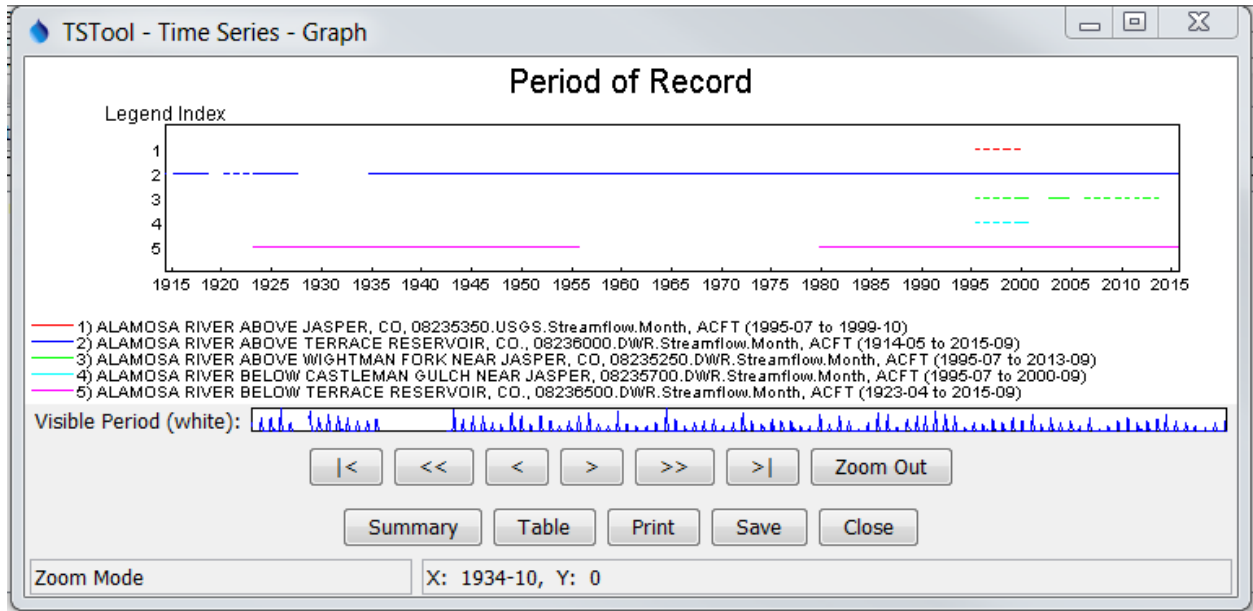 TSTool - Time Series - Graph
Period of Record
Legend Index
1
2
3
4
5
1915 1920 1925 1930 1935 1940 1945 1950 1955 1960 1965 1970 1975 1980 1985 1990 1995 2000 2005 2010 2015
1) ALAMOSA RIVER ABOVE JASPER, CO, 08235350.USGS.Streamflow.Month, ACFT (1995-07 to 1999-10)
2) ALAMOSA RIVER ABOVE TERRACE RESERVOIR, CO., 08236000.DWR.Streamflow.Month, ACFT (1914-05 to 2015-09)
3) ALAMOSA RIVER ABOVE WIGHTMAN FORK NEAR JASPER, CO, 08235250.DWR.Streamflow.Month, ACFT (1995-07 to 2013-09)
4) ALAMOSA RIVER BELOW CASTLEMAN GULCH NEAR JASPER, 08235700.DWR.Streamflow.Month, ACFT (1995-07 to 2000-09)
5) ALAMOSA RIVER BELOW TERRACE RESERVOIR, CO., 08236500.DWR.Streamflow.Month, ACFT (1923-04 to 2015-09)
Visible Period (white):
|< << < > >> >| Zoom Out
Summary Table Print Save Close
Zoom Mode X: 1934-10, Y: 0